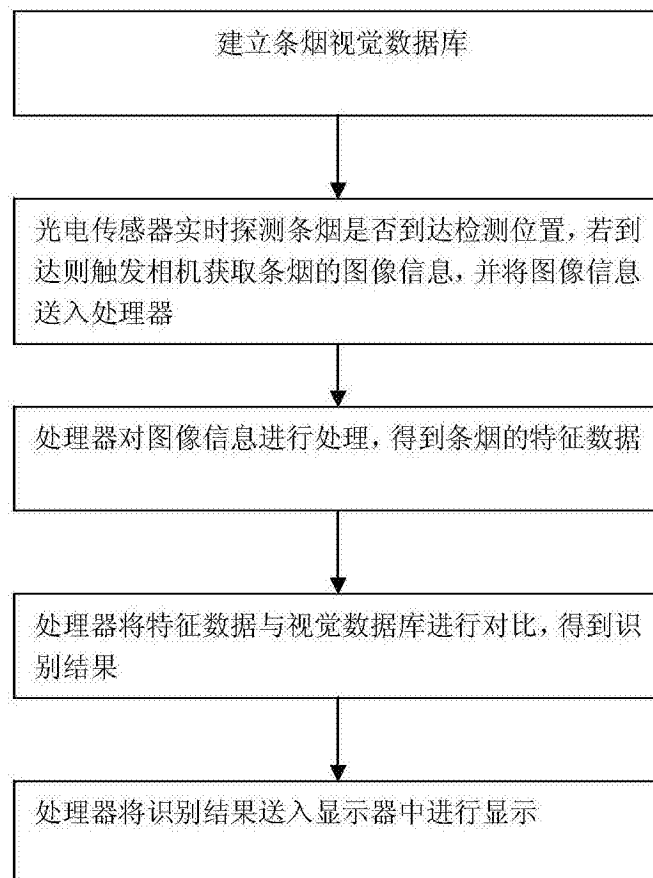 建立条烟视觉数据库
光电传感器实时探测条烟是否到达检测位置，若到
达则触发相机获取条烟的图像信息，并将图像信息
送入处理器
处理器对图像信息进行处理，得到条烟的特征数据
处理器将特征数据与视觉数据库进行对比，得到识
别结果
处理器将识别结果送入显示器中进行显示